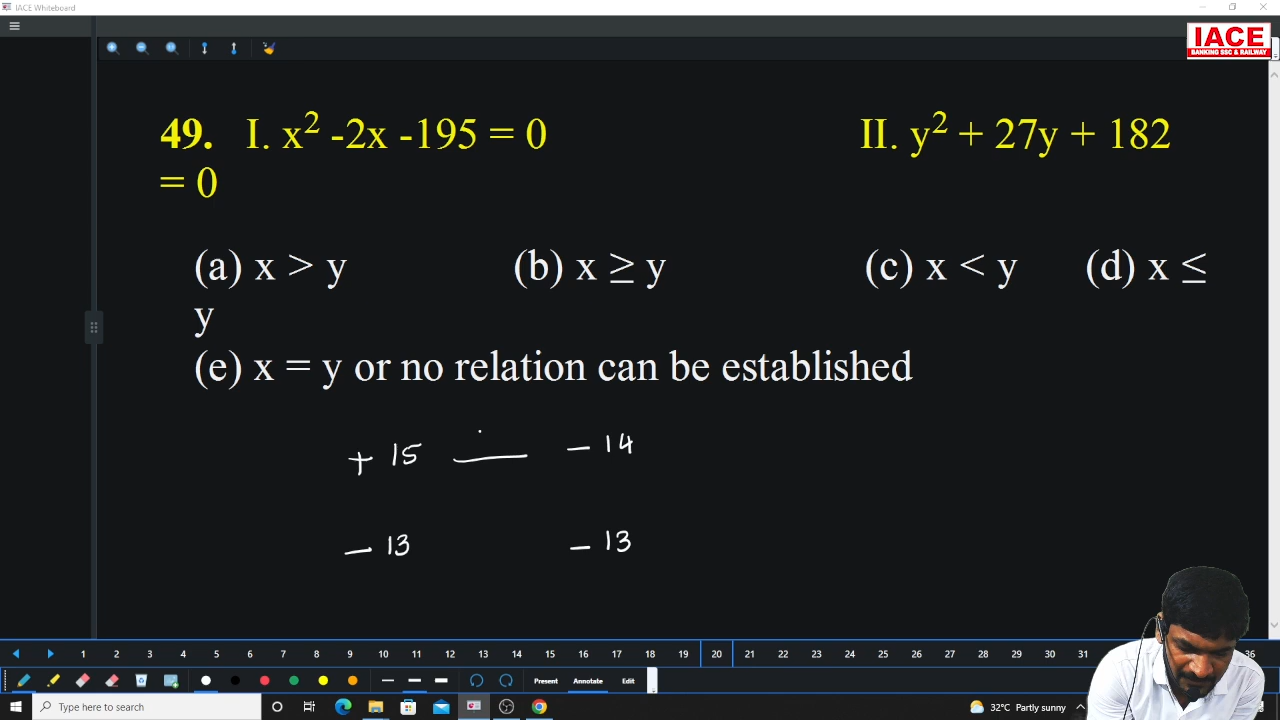 IACE Whiteboard
IACE
BANKING SSC & RAILWAY
49. I. x² -2x -195 = 0 II. y² + 27y + 182
= 0
(a) x > y (b) x ≥ y (c) x < y (d) x ≤
y
(e) x = y or no relation can be established
+ 15 — - 14
- 13 - 13
1 2 3 4 5 6 7 8 9 10 11 12 13 14 15 16 17 18 19 20 21 22 23 24 25 26 27 28 29 30 31 36
Present Annotate Edit
Type here to search 32°C Partly sunny